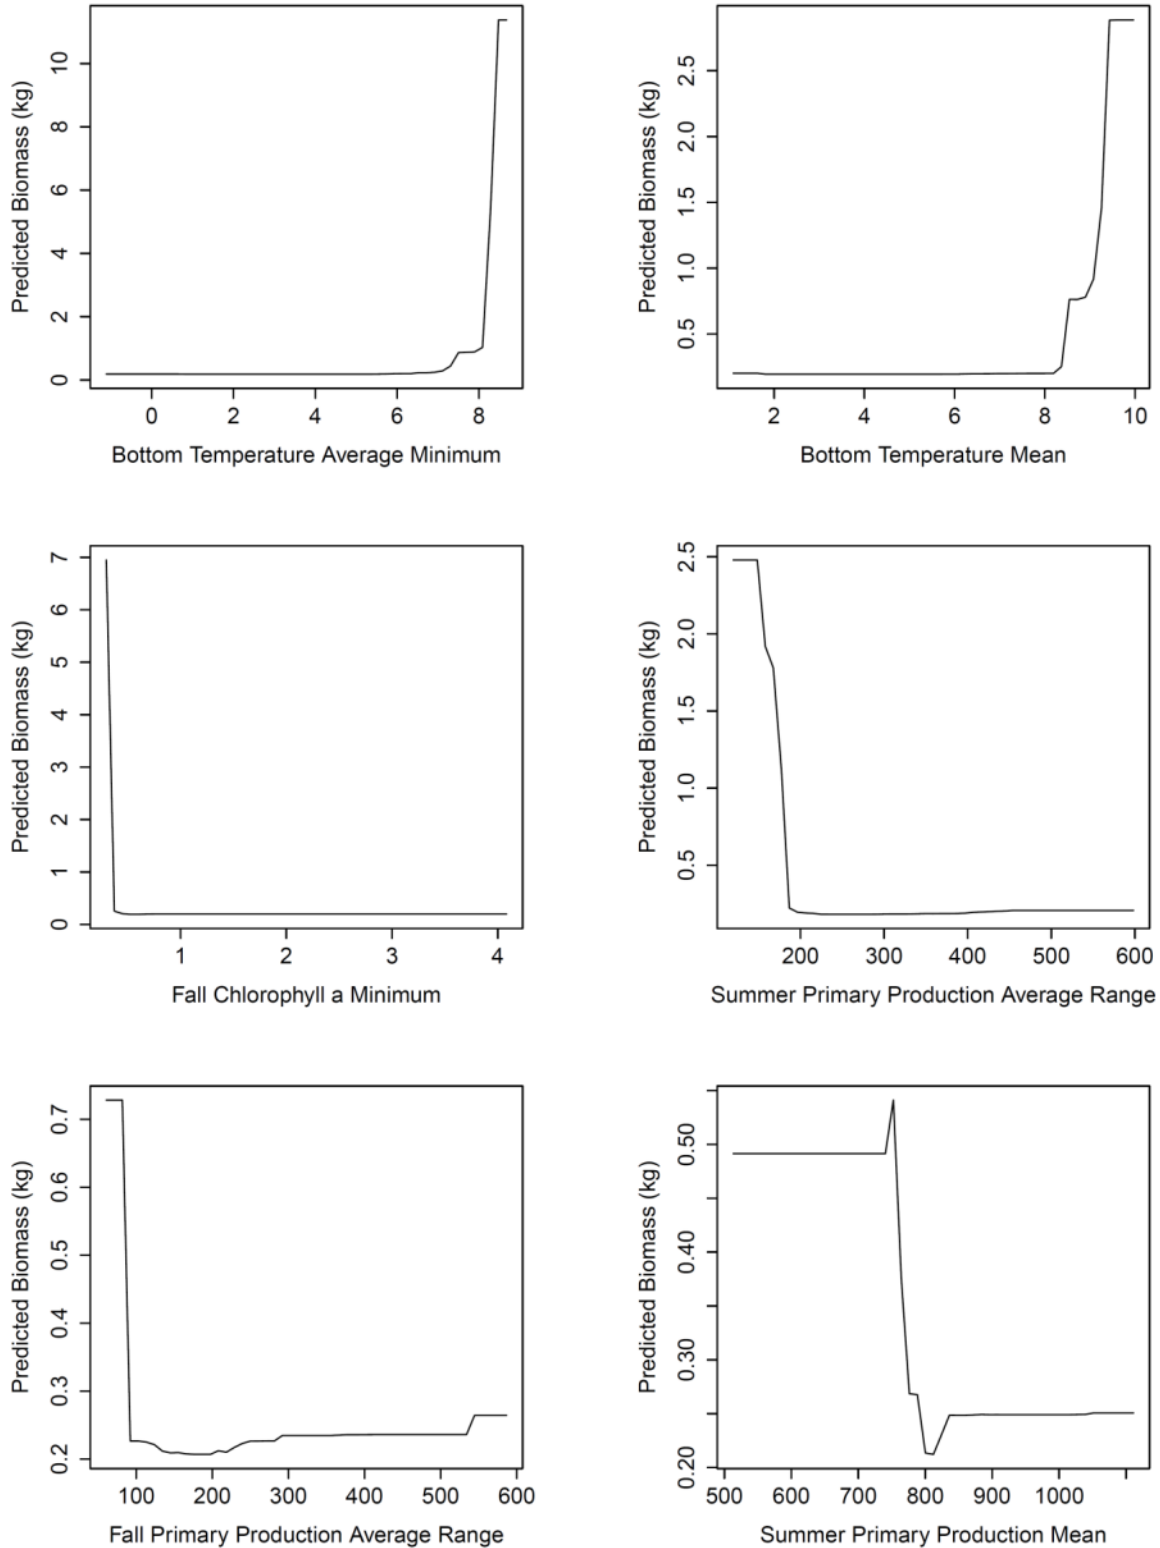 Predicted Biomass (kg)
0 2 4 6 8 10
0 2 4 6 8
Bottom Temperature Average Minimum
Predicted Biomass (kg)
0.5 1.0 1.5 2.0 2.5
2 4 6 8 10
Bottom Temperature Mean
Predicted Biomass (kg)
0 1 2 3 4 5 6 7
1 2 3 4
Fall Chlorophyll a Minimum
Predicted Biomass (kg)
0.5 1.0 1.5 2.0 2.5
200 300 400 500 600
Summer Primary Production Average Range
Predicted Biomass (kg)
0.2 0.3 0.4 0.5 0.6 0.7
100 200 300 400 500 600
Fall Primary Production Average Range
Predicted Biomass (kg)
0.20 0.30 0.40 0.50
500 600 700 800 900 1000
Summer Primary Production Mean